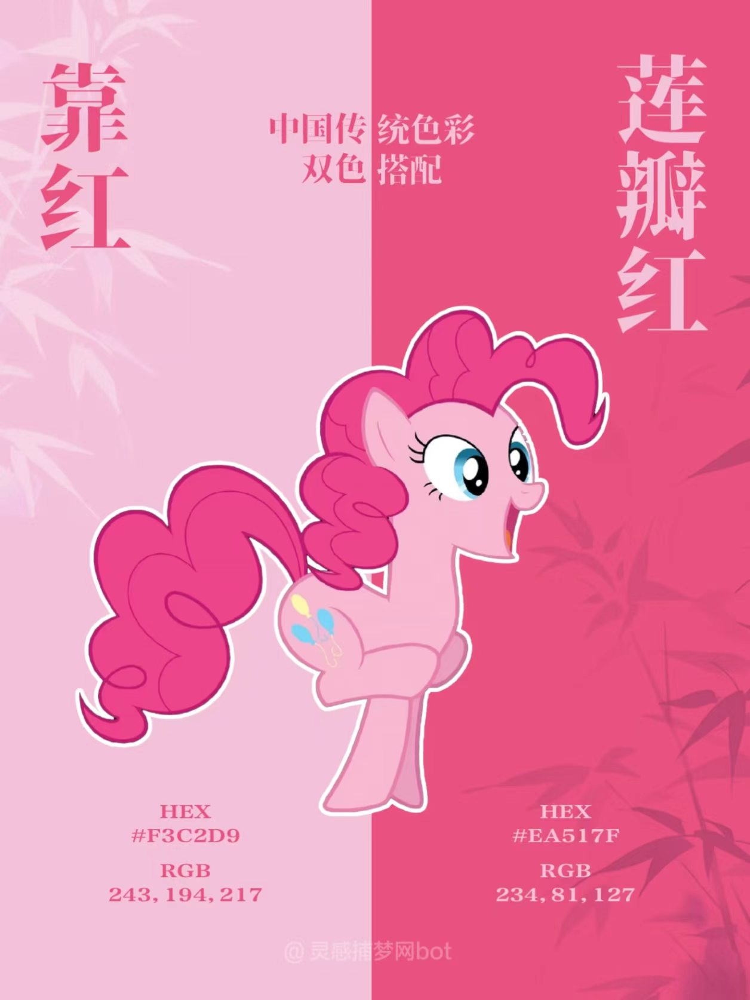 靠红
中国传统色彩
双色搭配
莲瓣红
HEX
#F3C2D9
RGB
243, 194, 217
HEX
#EA517F
RGB
234, 81, 127
@灵感捕梦网bot